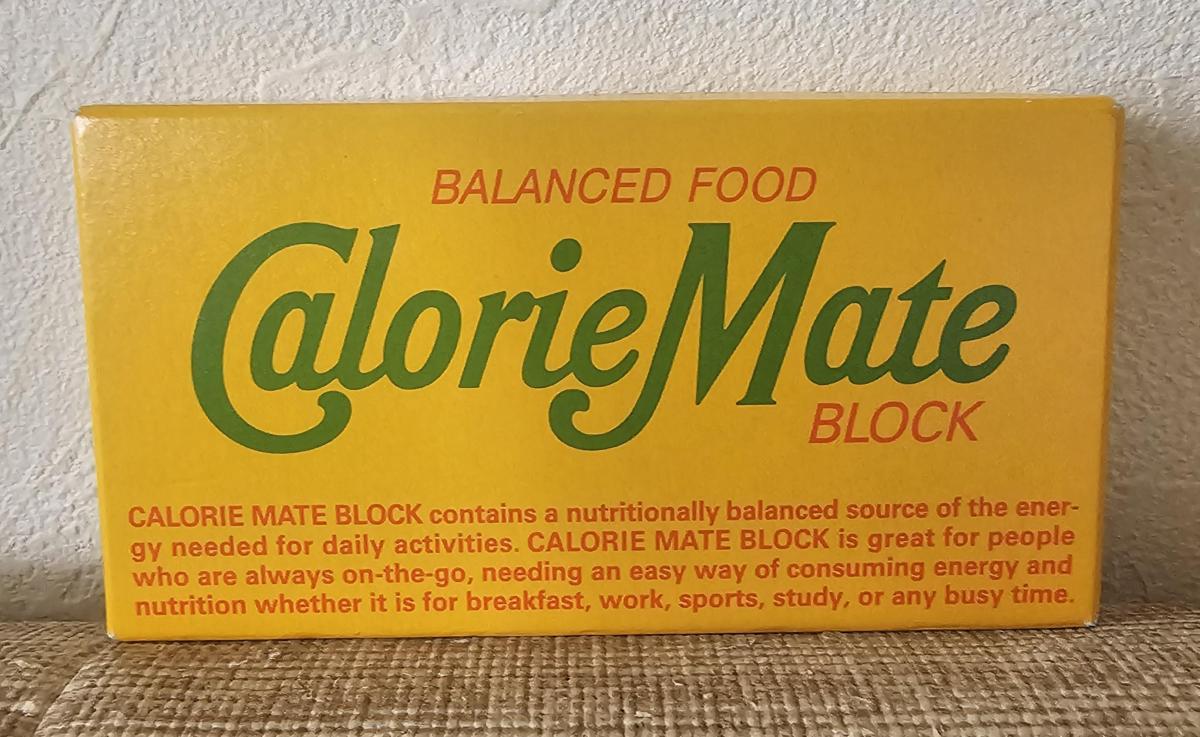 BALANCED FOOD
CalorieMate
BLOCK
CALORIE MATE BLOCK contains a nutritionally balanced source of the ener-
gy needed for daily activities. CALORIE MATE BLOCK is great for people
who are always on-the-go, needing an easy way of consuming energy and
nutrition whether it is for breakfast, work, sports, study, or any busy time.